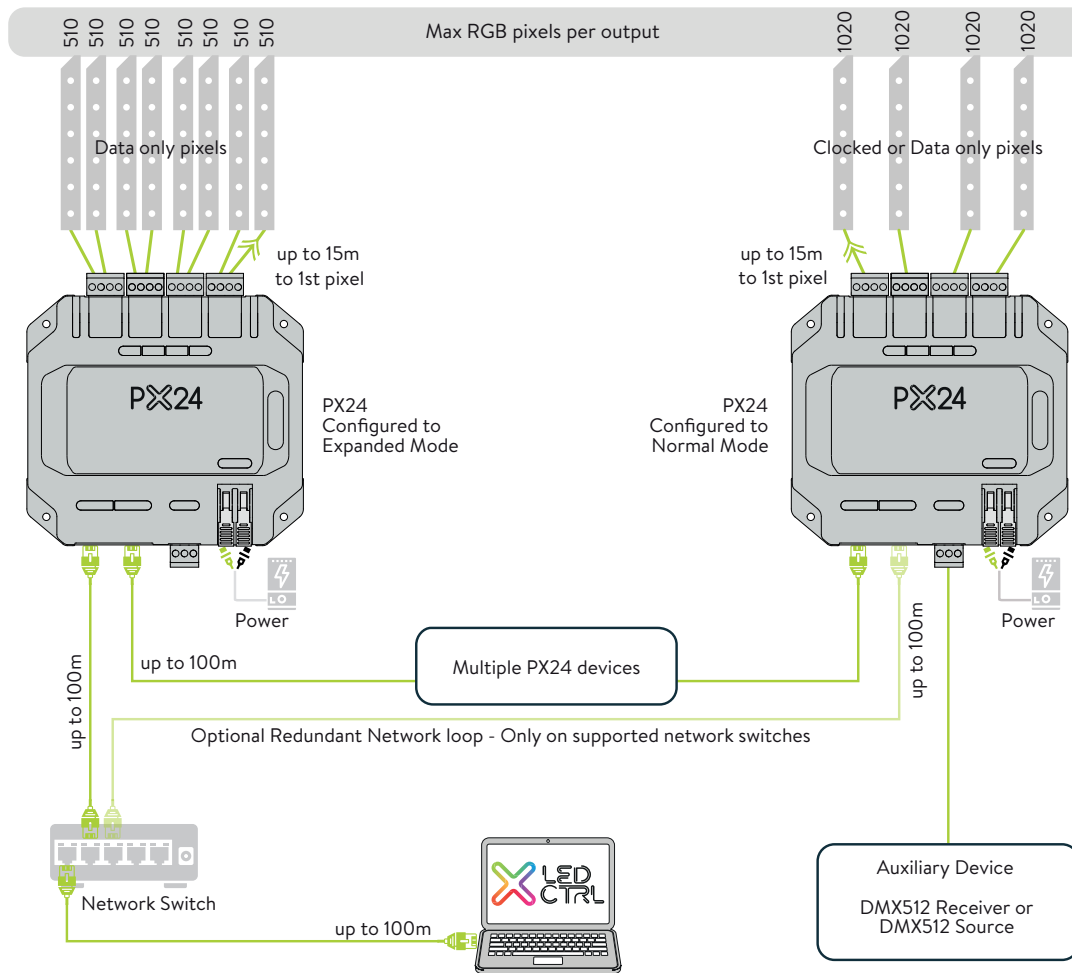 510
510
510
510
510
510
510
510
Max RGB pixels per output
1020
1020
1020
1020
Data only pixels
Clocked or Data only pixels
up to 15m
to 1st pixel
up to 15m
to 1st pixel
PX24
PX24
Configured to
Expanded Mode
PX24
Configured to
Normal Mode
PX24
LO
Power
LO
Power
up to 100m
up to 100m
Multiple PX24 devices
up to 100m
Optional Redundant Network loop - Only on supported network switches
Network Switch
up to 100m
LED
CTRL
Auxiliary Device
DMX512 Receiver or
DMX512 Source